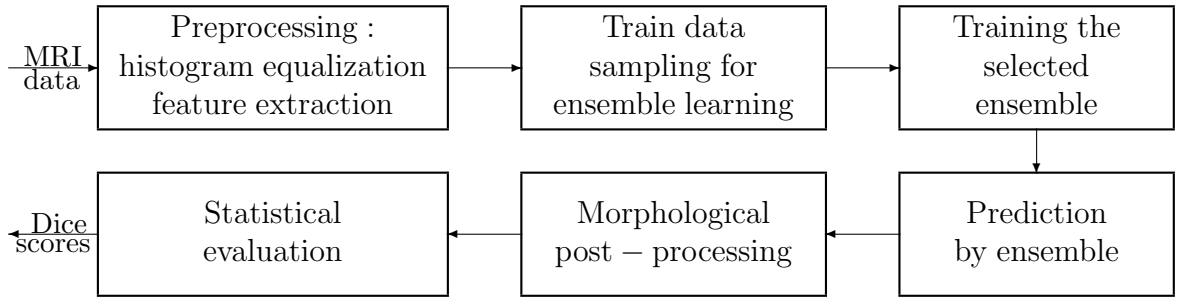 MRI
data
Preprocessing :
histogram equalization
feature extraction
Train data
sampling for
ensemble learning
Training the
selected
ensemble
Prediction
by ensemble
Morphological
post – processing
Statistical
evaluation
Dice
scores